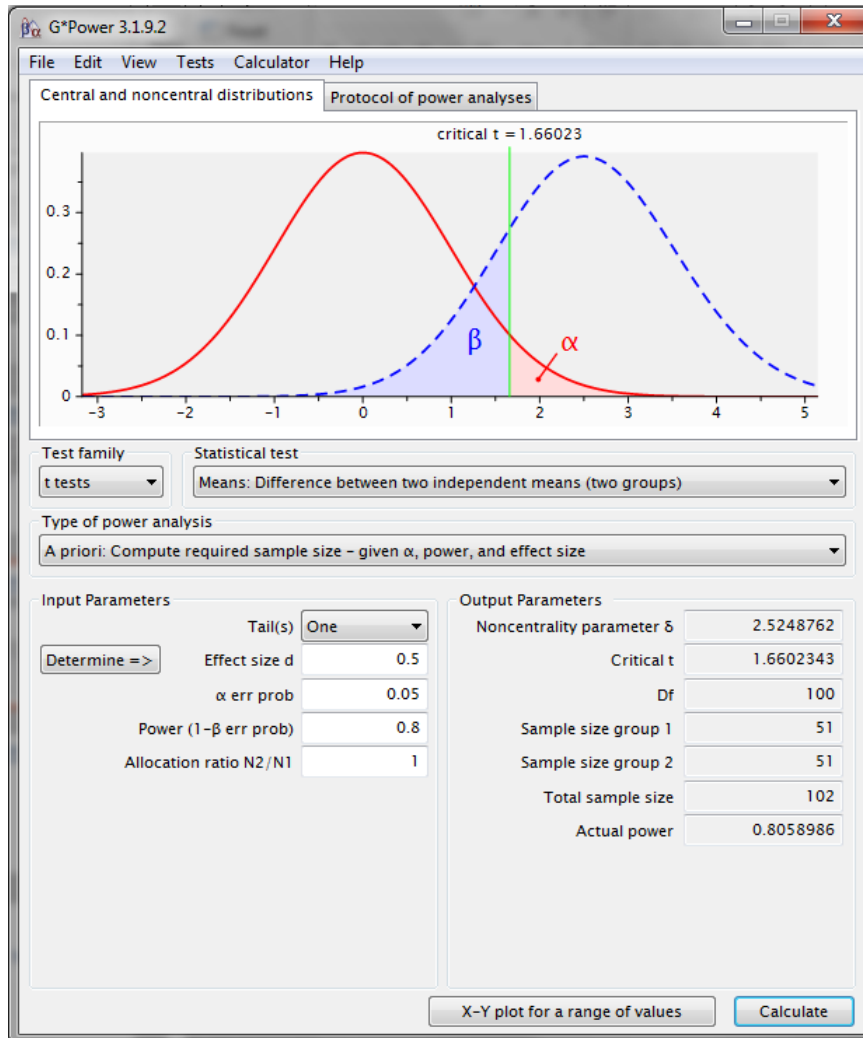 G*Power 3.1.9.2
File Edit View Tests Calculator Help
Central and noncentral distributions Protocol of power analyses
critical t = 1.66023
0.3
0.2
0.1
0
β α
-3 -2 -1 0 1 2 3 4 5
Test family Statistical test
t tests Means: Difference between two independent means (two groups)
Type of power analysis
A priori: Compute required sample size - given α, power, and effect size
Input Parameters
Tail(s) One
Determine => Effect size d 0.5
α err prob 0.05
Power (1-β err prob) 0.8
Allocation ratio N2/N1 1
Output Parameters
Noncentrality parameter δ 2.5248762
Critical t 1.6602343
Df 100
Sample size group 1 51
Sample size group 2 51
Total sample size 102
Actual power 0.8058986
X-Y plot for a range of values Calculate